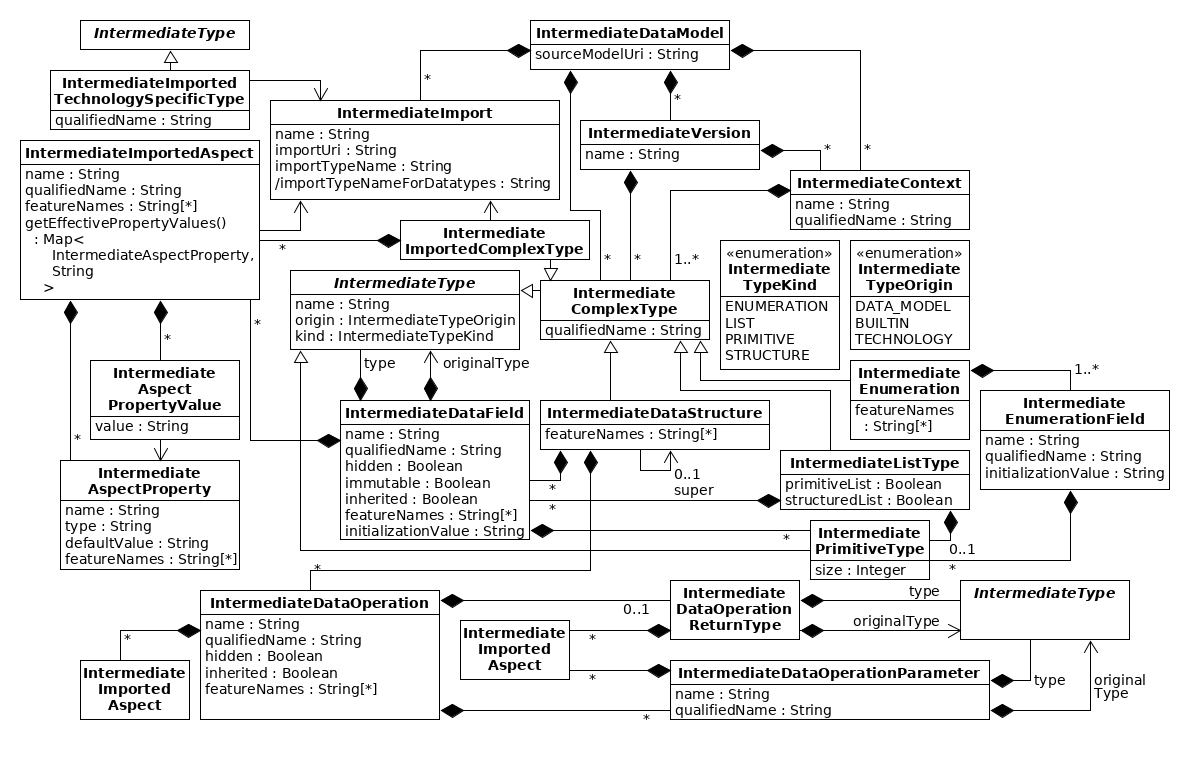 IntermediateType
IntermediateDataModel
sourceModelUri : String
IntermediateImported
TechnologySpecificType
qualifiedName : String
*
*
*
*
IntermediateImport
name : String
importUri : String
importTypeName : String
/importTypeNameForDatatypes : String
IntermediateVersion
name : String
IntermediateImportedAspect
name : String
qualifiedName : String
featureNames : String[*]
getEffectivePropertyValues()
: Map<
IntermediateAspectProperty,
String
>
IntermediateContext
name : String
qualifiedName : String
Intermediate
ImportedComplexType
*
*
*
1..*
«enumeration»
Intermediate
TypeKind
ENUMERATION
LIST
PRIMITIVE
STRUCTURE
«enumeration»
Intermediate
TypeOrigin
DATA_MODEL
BUILTIN
TECHNOLOGY
IntermediateType
name : String
origin : IntermediateTypeOrigin
kind : IntermediateTypeKind
Intermediate
ComplexType
qualifiedName : String
*
*
type
originalType
Intermediate
Aspect
PropertyValue
value : String
Intermediate
Enumeration
featureNames
: String[*]
1..*
Intermediate
EnumerationField
name : String
qualifiedName : String
initializationValue : String
IntermediateDataField
name : String
qualifiedName : String
hidden : Boolean
immutable : Boolean
inherited : Boolean
featureNames : String[*]
initializationValue : String
IntermediateDataStructure
featureNames : String[*]
*
Intermediate
AspectProperty
name : String
type : String
defaultValue : String
featureNames : String[*]
0..1
super
*
*
IntermediateListType
primitiveList : Boolean
structuredList : Boolean
Intermediate
PrimitiveType
size : Integer
*
0..1
*
*
IntermediateDataOperation
name : String
qualifiedName : String
hidden : Boolean
inherited : Boolean
featureNames : String[*]
0..1
Intermediate
DataOperation
ReturnType
type
originalType
IntermediateType
*
Intermediate
Imported
Aspect
Intermediate
Imported
Aspect
*
*
*
IntermediateDataOperationParameter
name : String
qualifiedName : String
type
original
Type